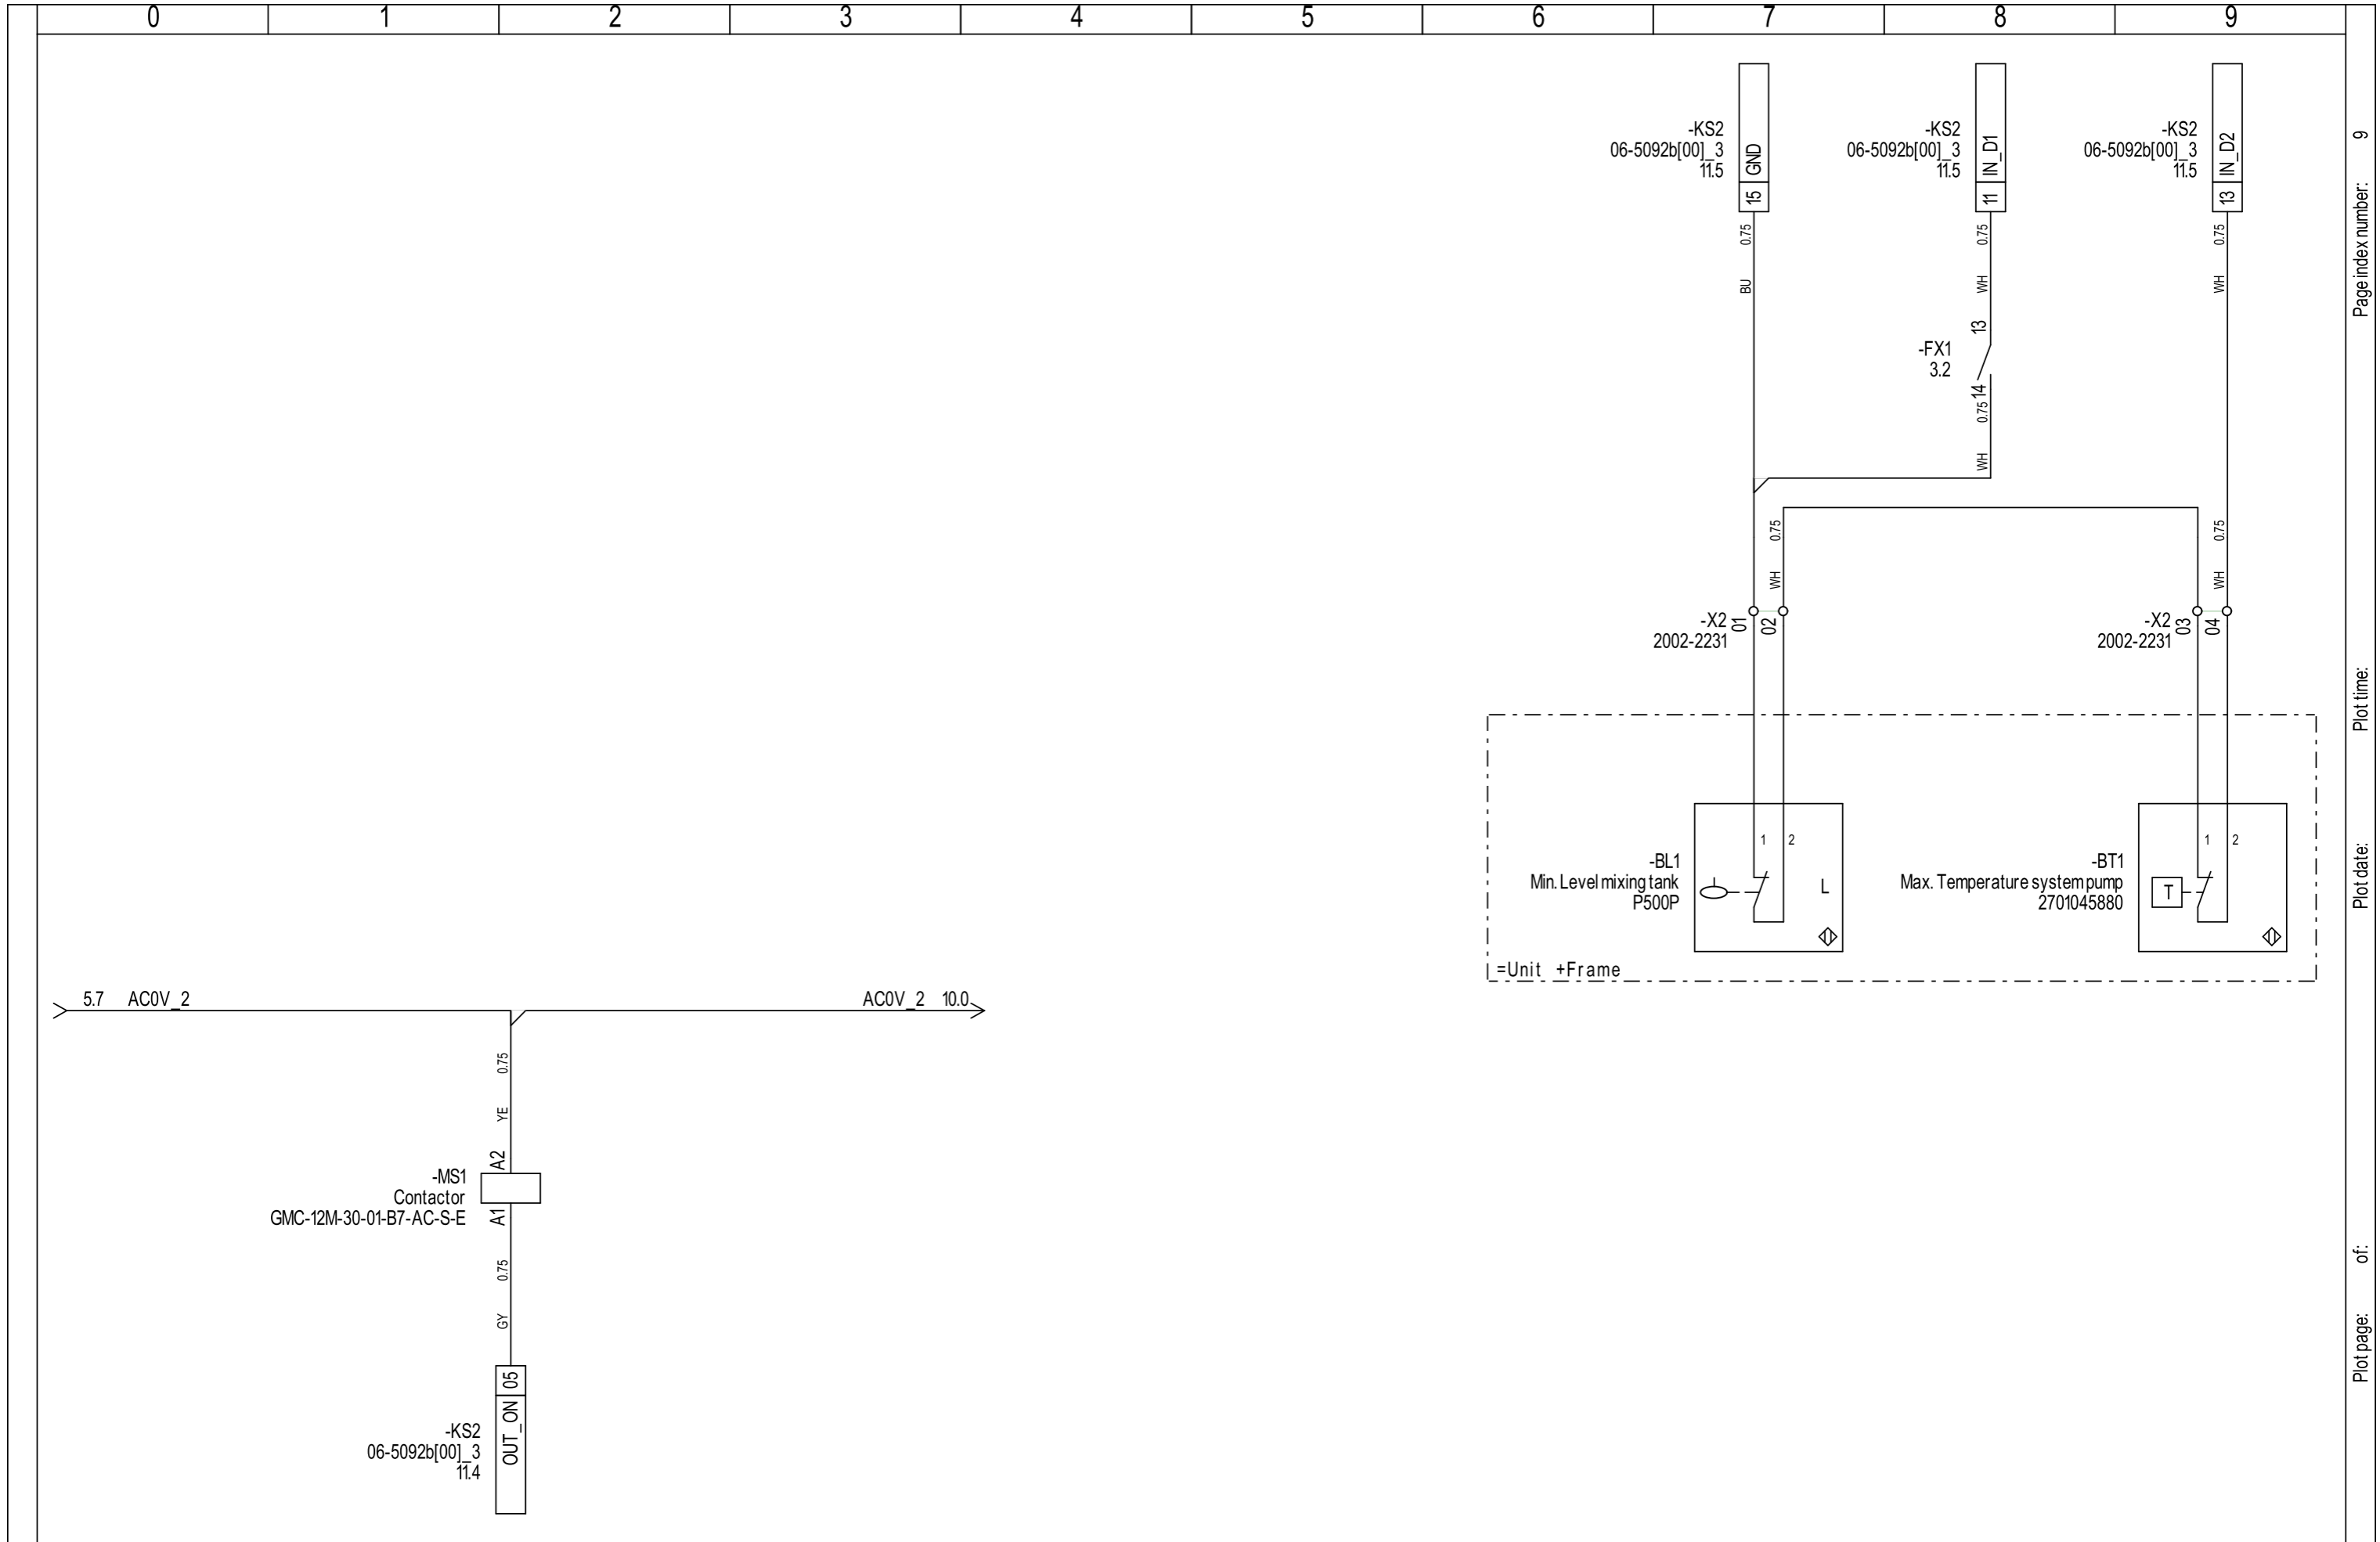 0 1 2 3 4 5 6 7 8 9
-KS2
06-5092b[00]_3
11.5
GND
15
-KS2
06-5092b[00]_3
11.5
IN_D1
11
-KS2
06-5092b[00]_3
11.5
IN_D2
13
0.75
BU
0.75
WH
0.75
WH
13
-FX1
3.2
14
0.75
WH
0.75
WH
0.75
WH
-X2
2002-2231
01
02
-X2
2002-2231
03
04
1 2
-BL1
Min. Level mixing tank
P500P
L
1 2
-BT1
Max. Temperature system pump
2701045880
T
=Unit +Frame
5.7 AC0V_2
AC0V_2 10.0
0.75
YE
A2
-MS1
Contactor
GMC-12M-30-01-B7-AC-S-E
A1
0.75
GY
05
OUT_ON
-KS2
06-5092b[00]_3
11.4
Page index number: 9
Plot time:
Plot date:
Plot page: of: